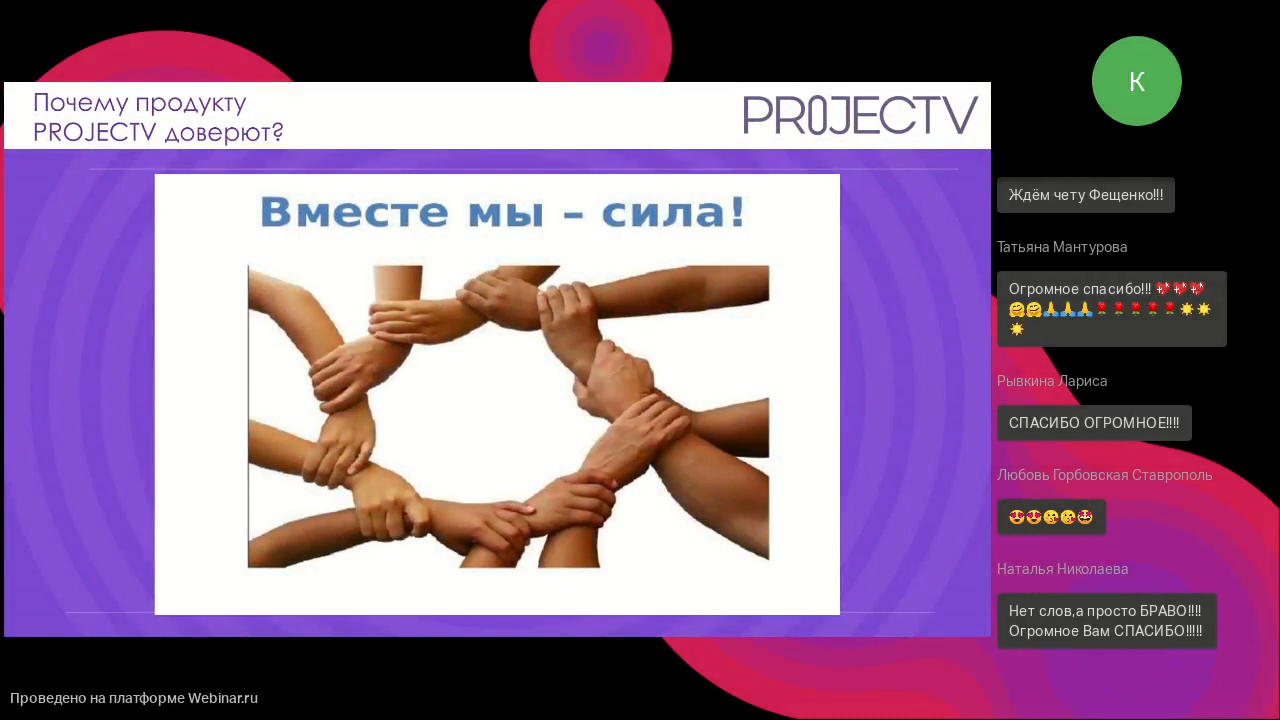 Почему продукту
PROJECTV доверют?
PROJECTV
Вместе мы – сила!
К
Ждём чету Фещенко!!!
Татьяна Мантурова
Огромное спасибо!!! 💝💝💝
🤗🤗🙏🙏🙏🌹🌹🌹🌹🌹☀️☀️
☀️
Рывкина Лариса
СПАСИБО ОГРОМНОЕ!!!!
Любовь Горбовская Ставрополь
😍😍😘😘🤩
Наталья Николаева
Нет слов,а просто БРАВО!!!!
Огромное Вам СПАСИБО!!!!!
Проведено на платформе Webinar.ru